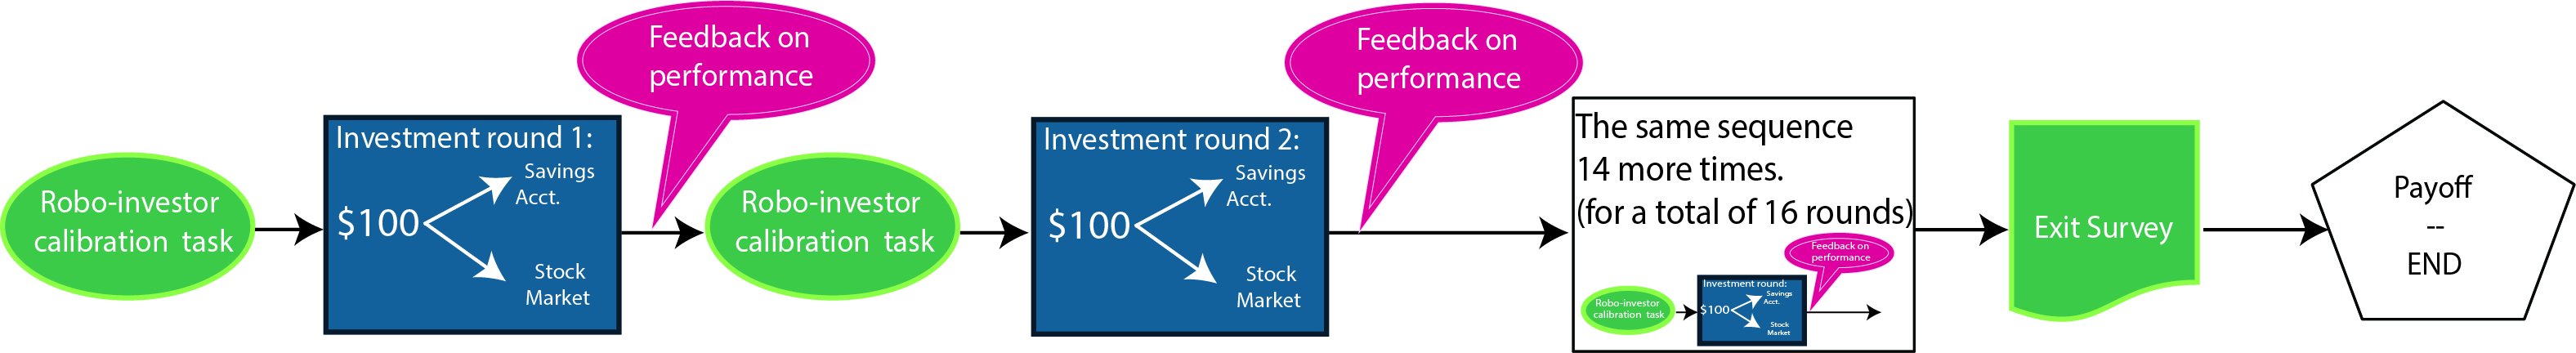 Robo-investor
calibration task
Investment round 1:
$100
Savings
Acct.
Stock
Market
Feedback on
performance
Robo-investor
calibration task
Investment round 2:
$100
Savings
Acct.
Stock
Market
Feedback on
performance
The same sequence
14 more times.
(for a total of 16 rounds)
Robo-investor
calibration task
Investment round:
$100
Savings
Acct.
Stock
Market
Feedback on
performance
Exit Survey
Payoff
--
END